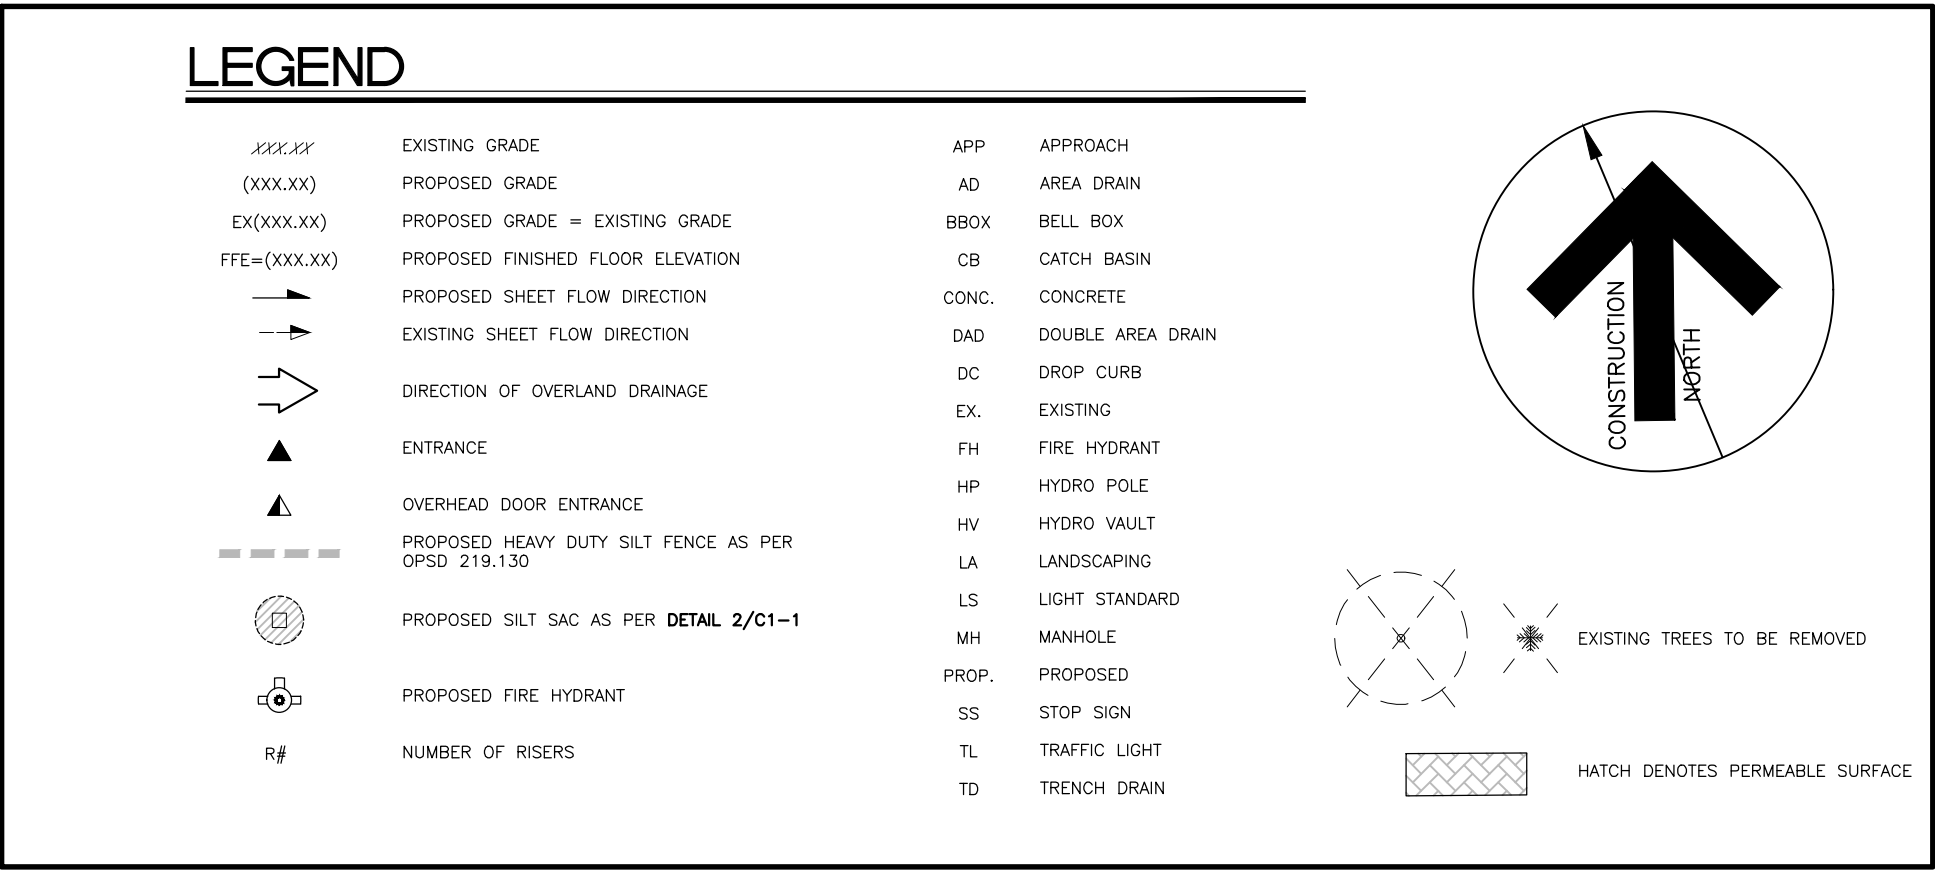 LEGEND
XXX.XX EXISTING GRADE
(XXX.XX) PROPOSED GRADE
EX(XXX.XX) PROPOSED GRADE = EXISTING GRADE
FFE=(XXX.XX) PROPOSED FINISHED FLOOR ELEVATION
PROPOSED SHEET FLOW DIRECTION
EXISTING SHEET FLOW DIRECTION
DIRECTION OF OVERLAND DRAINAGE
ENTRANCE
OVERHEAD DOOR ENTRANCE
PROPOSED HEAVY DUTY SILT FENCE AS PER
OPSD 219.130
PROPOSED SILT SAC AS PER DETAIL 2/C1-1
PROPOSED FIRE HYDRANT
R# NUMBER OF RISERS
APP APPROACH
AD AREA DRAIN
BBOX BELL BOX
CB CATCH BASIN
CONC. CONCRETE
DAD DOUBLE AREA DRAIN
DC DROP CURB
EX. EXISTING
FH FIRE HYDRANT
HP HYDRO POLE
HV HYDRO VAULT
LA LANDSCAPING
LS LIGHT STANDARD
MH MANHOLE
PROP. PROPOSED
SS STOP SIGN
TL TRAFFIC LIGHT
TD TRENCH DRAIN
CONSTRUCTION
NORTH
EXISTING TREES TO BE REMOVED
HATCH DENOTES PERMEABLE SURFACE